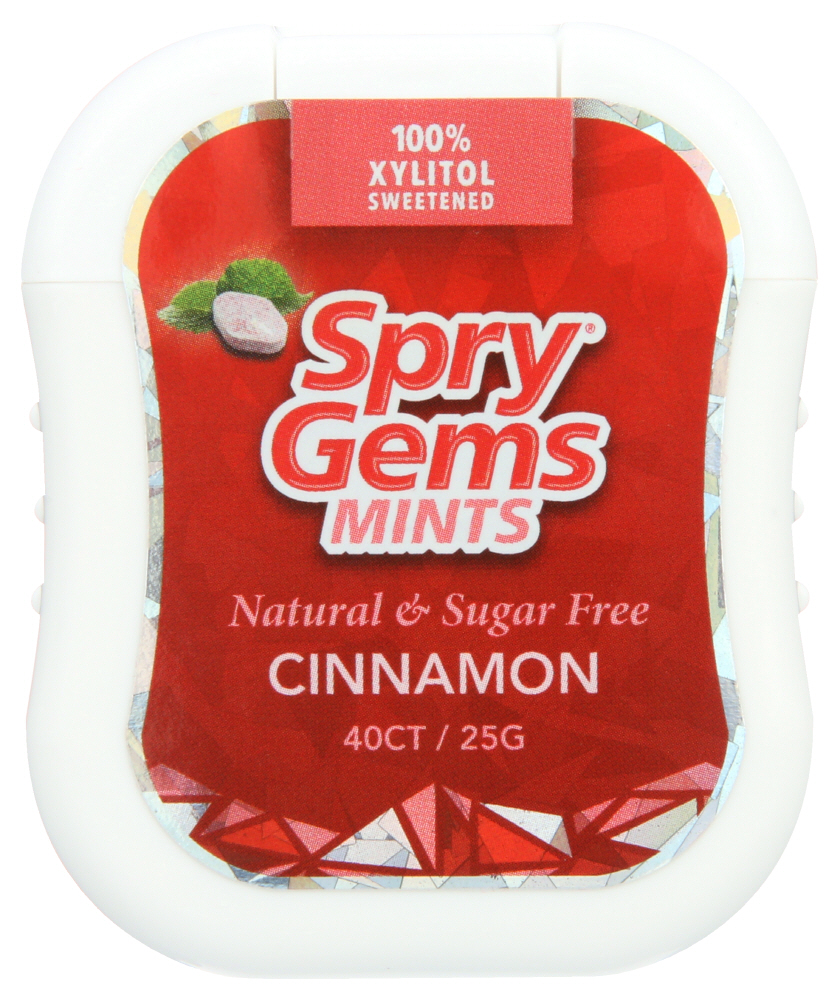 100%
XYLITOL
SWEETENED
Spry®
Gems
MINTS
Natural & Sugar Free
CINNAMON
40CT / 25G